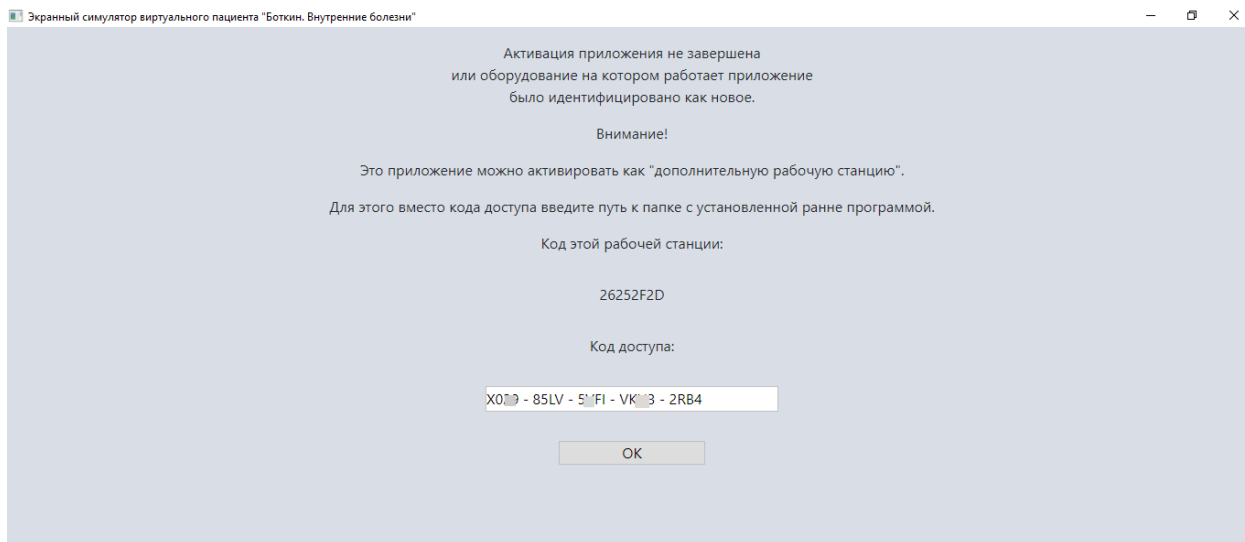 Экранный симулятор виртуального пациента "Боткин. Внутренние болезни"
Активация приложения не завершена
или оборудование на котором работает приложение
было идентифицировано как новое.
Внимание!
Это приложение можно активировать как "дополнительную рабочую станцию".
Для этого вместо кода доступа введите путь к папке с установленной ранне программой.
Код этой рабочей станции:
26252F2D
Код доступа:
- 85LV - - - 2RB4
OK